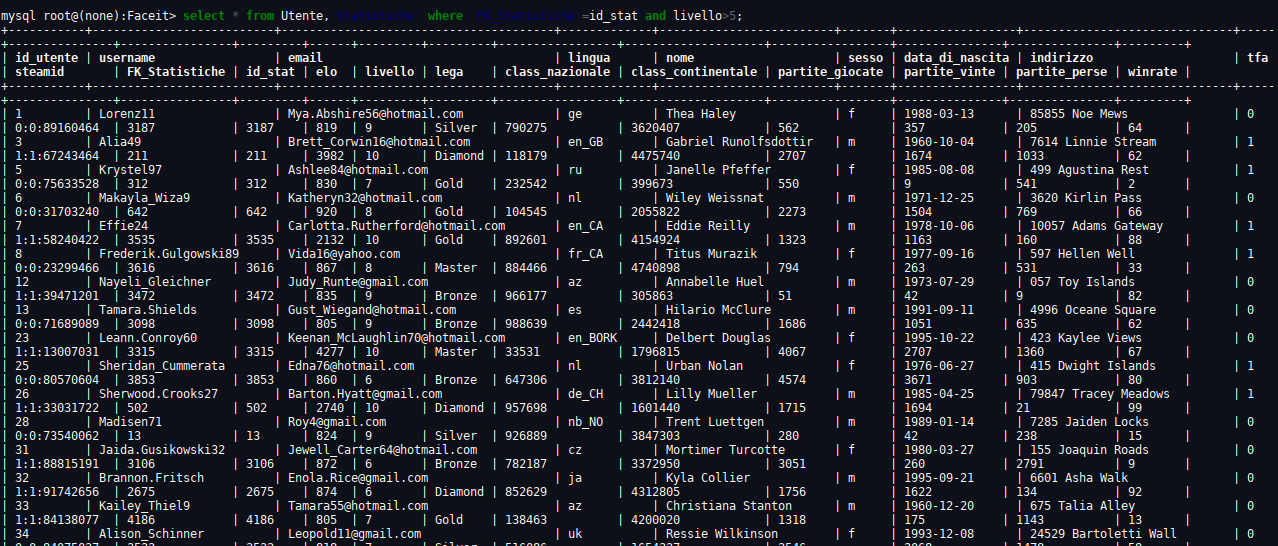 mysql root@(none):Faceit> select * from Utente, Statistiche where FK_Statistiche =id_stat and livello>5;
| id_utente | username | email | lingua | nome | sesso | data_di_nascita | indirizzo | tfa
| steamid | FK_Statistiche | id_stat | elo | livello | lega | class_nazionale | class_continentale | partite_giocate | partite_vinte | partite_perse | winrate |
| 1 | Lorenz11 | Mya.Abshire56@hotmail.com | ge | Thea Haley | f | 1988-03-13 | 85855 Noe Mews | 0
| 0:0:89160464 | 3187 | 3187 | 819 | 9 | Silver | 790275 | 3620407 | 562 | 357 | 205 | 64 |
| 3 | Alia49 | Brett_Corwin16@hotmail.com | en_GB | Gabriel Runolfsdottir | m | 1960-10-04 | 7614 Linnie Stream | 1
| 1:1:67243464 | 211 | 211 | 3982 | 10 | Diamond | 118179 | 4475740 | 2707 | 1674 | 1033 | 62 |
| 5 | Krystel97 | Ashlee84@hotmail.com | ru | Janelle Pfeffer | f | 1985-08-08 | 499 Agustina Rest | 1
| 0:0:75633528 | 312 | 312 | 830 | 7 | Gold | 232542 | 399673 | 550 | 9 | 541 | 2 |
| 6 | Makayla_Wiza9 | Katheryn32@hotmail.com | nl | Wiley Weissnat | m | 1971-12-25 | 3620 Kirlin Pass | 0
| 0:0:31703240 | 642 | 642 | 920 | 8 | Gold | 104545 | 2055822 | 2273 | 1504 | 769 | 66 |
| 7 | Effie24 | Carlotta.Rutherford@hotmail.com | en_CA | Eddie Reilly | m | 1978-10-06 | 10057 Adams Gateway | 1
| 1:1:58240422 | 3535 | 3535 | 2132 | 10 | Gold | 892601 | 4154924 | 1323 | 1163 | 160 | 88 |
| 8 | Frederik.Gulgowski89 | Vida16@yahoo.com | fr_CA | Titus Murazik | f | 1977-09-16 | 597 Hellen Well | 1
| 0:0:23299466 | 3616 | 3616 | 867 | 8 | Master | 884466 | 4740898 | 794 | 263 | 531 | 33 |
| 12 | Nayeli_Gleichner | Judy_Runte@gmail.com | az | Annabelle Huel | m | 1973-07-29 | 057 Toy Islands | 0
| 1:1:39471201 | 3472 | 3472 | 835 | 9 | Bronze | 966177 | 305863 | 51 | 42 | 9 | 82 |
| 13 | Tamara.Shields | Gust_Wiegand@hotmail.com | es | Hilario McClure | m | 1991-09-11 | 4996 Oceane Square | 0
| 0:0:71689089 | 3098 | 3098 | 805 | 9 | Bronze | 988639 | 2442418 | 1686 | 1051 | 635 | 62 |
| 23 | Leann.Conroy60 | Keenan_McLaughlin70@hotmail.com | en_BORK | Delbert Douglas | f | 1995-10-22 | 423 Kaylee Views | 0
| 1:1:13007031 | 3315 | 3315 | 4277 | 10 | Master | 33531 | 1796815 | 4067 | 2707 | 1360 | 67 |
| 25 | Sheridan_Cummerata | Edna76@hotmail.com | nl | Urban Nolan | f | 1976-06-27 | 415 Dwight Islands | 1
| 0:0:80570604 | 3853 | 3853 | 860 | 6 | Bronze | 647306 | 3812140 | 4574 | 3671 | 903 | 80 |
| 26 | Sherwood.Crooks27 | Barton.Hyatt@gmail.com | de_CH | Lilly Mueller | m | 1985-04-25 | 79847 Tracey Meadows | 1
| 1:1:33031722 | 502 | 502 | 2740 | 10 | Diamond | 957698 | 1601440 | 1715 | 1694 | 21 | 99 |
| 28 | Madisen71 | Roy4@gmail.com | nb_NO | Trent Luettgen | m | 1989-01-14 | 7285 Jaiden Locks | 0
| 0:0:73540062 | 13 | 13 | 824 | 9 | Silver | 926889 | 3847303 | 280 | 42 | 238 | 15 |
| 31 | Jaida.Gusikowski32 | Jewell_Carter64@hotmail.com | cz | Mortimer Turcotte | f | 1980-03-27 | 155 Joaquin Roads | 0
| 1:1:88815191 | 3106 | 3106 | 872 | 6 | Bronze | 782187 | 3372950 | 3051 | 260 | 2791 | 9 |
| 32 | Brannon.Fritsch | Enola.Rice@gmail.com | ja | Kyla Collier | m | 1995-09-21 | 6601 Asha Walk | 0
| 1:1:91742656 | 2675 | 2675 | 874 | 6 | Diamond | 852629 | 4312805 | 1756 | 1622 | 134 | 92 |
| 33 | Kailey_Thiel9 | Tamara55@hotmail.com | az | Christiana Stanton | m | 1960-12-20 | 675 Talia Alley | 0
| 1:1:84138077 | 4186 | 4186 | 805 | 7 | Gold | 138463 | 4200020 | 1318 | 175 | 1143 | 13 |
| 34 | Alison_Schinner | Leopold11@gmail.com | uk | Ressie Wilkinson | f | 1993-12-08 | 24529 Bartoletti Wall | 0